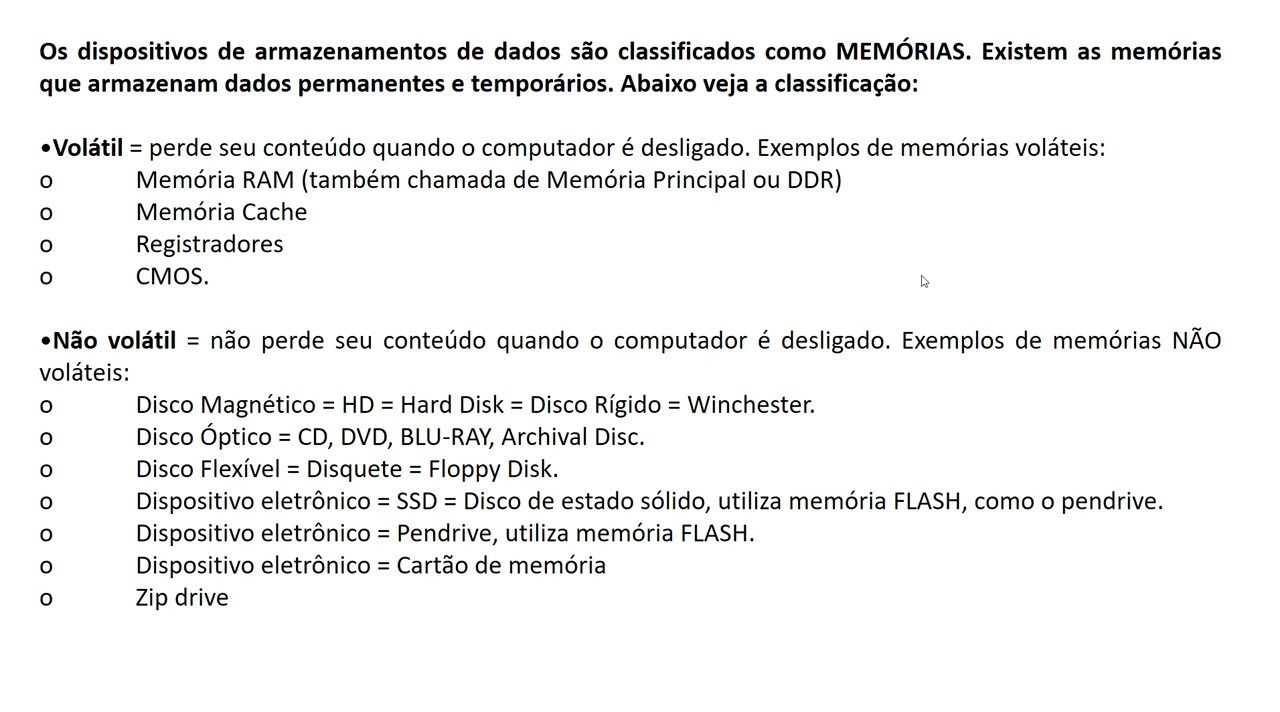 Os dispositivos de armazenamentos de dados são classificados como MEMÓRIAS. Existem as memórias
que armazenam dados permanentes e temporários. Abaixo veja a classificação:
•Volátil = perde seu conteúdo quando o computador é desligado. Exemplos de memórias voláteis:
o Memória RAM (também chamada de Memória Principal ou DDR)
o Memória Cache
o Registradores
o CMOS.
•Não volátil = não perde seu conteúdo quando o computador é desligado. Exemplos de memórias NÃO
voláteis:
o Disco Magnético = HD = Hard Disk = Disco Rígido = Winchester.
o Disco Óptico = CD, DVD, BLU-RAY, Archival Disc.
o Disco Flexível = Disquete = Floppy Disk.
o Dispositivo eletrônico = SSD = Disco de estado sólido, utiliza memória FLASH, como o pendrive.
o Dispositivo eletrônico = Pendrive, utiliza memória FLASH.
o Dispositivo eletrônico = Cartão de memória
o Zip drive